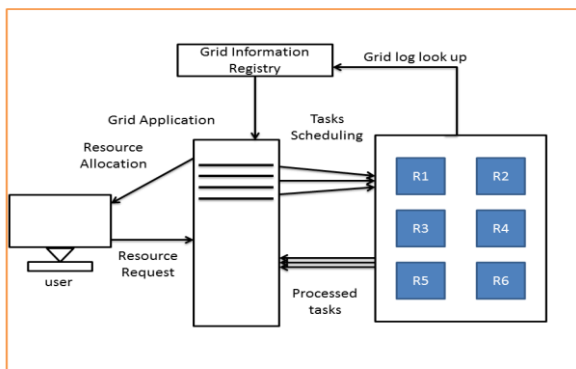 Grid Information
Registry
Grid log look up
Grid Application
Tasks
Scheduling
Resource
Allocation
R1 R2
R3 R4
R5 R6
Resource
Request
user
Processed
tasks